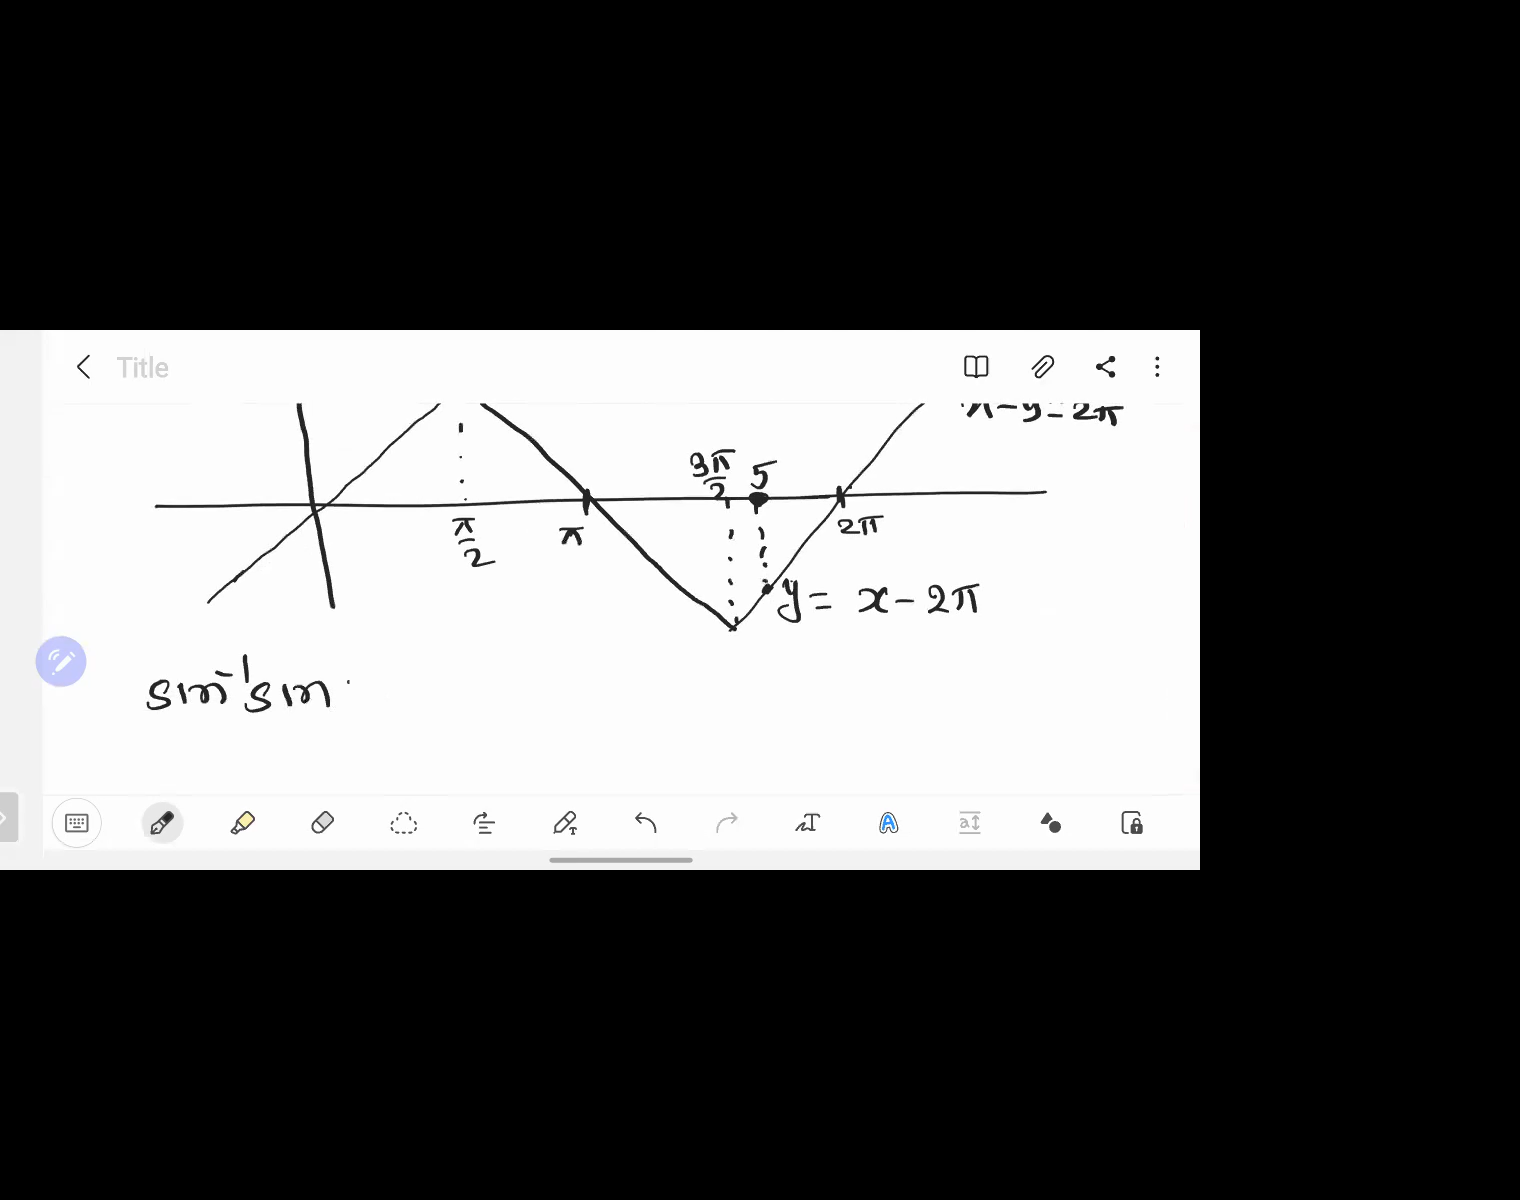 Title
x-y=2π
3π/2 5
π/2 π 2π
y = x - 2π
sin⁻¹sin